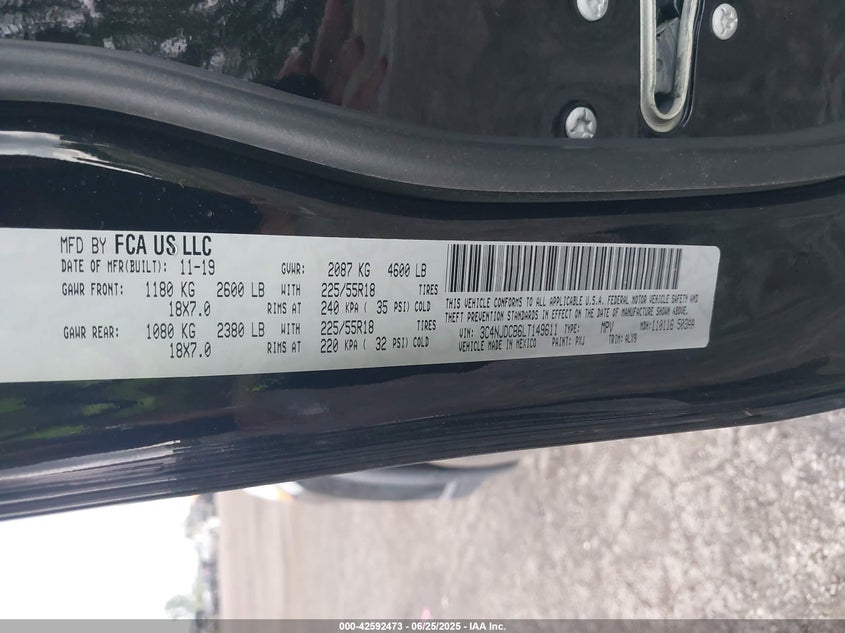 MFD BY FCA US LLC
DATE OF MFR(BUILT): 11-19 GVWR: 2087 KG 4600 LB
GAWR FRONT: 1180 KG 2600 LB WITH 225/55R18 TIRES
18X7.0 RIMS AT 240 KPA ( 35 PSI) COLD
GAWR REAR: 1080 KG 2380 LB WITH 225/55R18 TIRES
18X7.0 RIMS AT 220 KPA ( 32 PSI) COLD
THIS VEHICLE CONFORMS TO ALL APPLICABLE U.S.A. FEDERAL MOTOR VEHICLE SAFETY AND
THEFT PREVENTION STANDARDS IN EFFECT ON THE DATE OF MANUFACTURE SHOWN ABOVE.
VIN: 3C4NJDCB6LT149611 TYPE: MPV MDH: 110116 503AA
VEHICLE MADE IN MEXICO PAINT: PXJ TRIM: ALX9
000-42592473 - 06/25/2025 - IAA Inc.